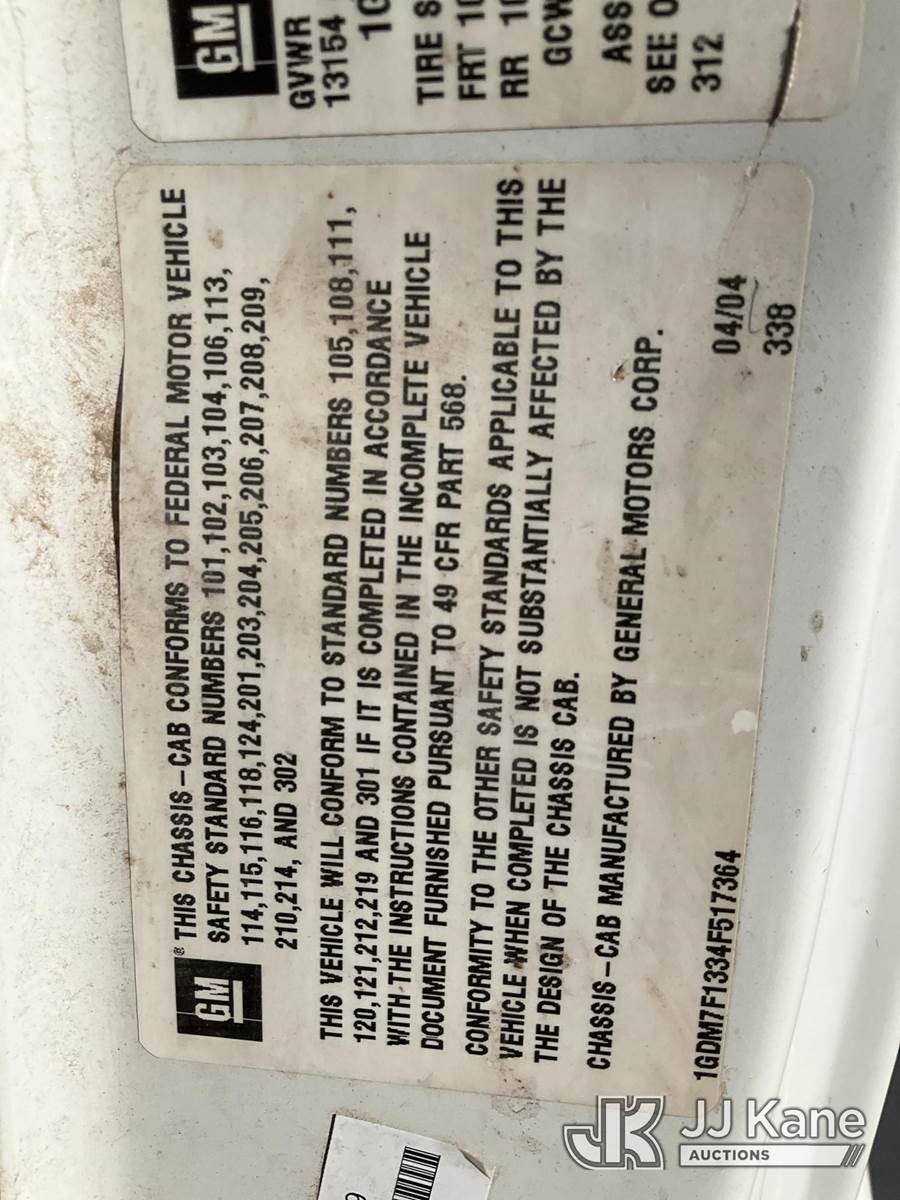 GM
GVWR
13154
1G
TIRE S
FRT 10
RR 10
GCW
ASS
SEE O
312
GM ® THIS CHASSIS-CAB CONFORMS TO FEDERAL MOTOR VEHICLE
SAFETY STANDARD NUMBERS 101,102,103,104,106,113,
114,115,116,118,124,201,203,204,205,206,207,208,209,
210,214, AND 302
THIS VEHICLE WILL CONFORM TO STANDARD NUMBERS 105,108,111,
120,121,212,219 AND 301 IF IT IS COMPLETED IN ACCORDANCE
WITH THE INSTRUCTIONS CONTAINED IN THE INCOMPLETE VEHICLE
DOCUMENT FURNISHED PURSUANT TO 49 CFR PART 568.
CONFORMITY TO THE OTHER SAFETY STANDARDS APPLICABLE TO THIS
VEHICLE WHEN COMPLETED IS NOT SUBSTANTIALLY AFFECTED BY THE
THE DESIGN OF THE CHASSIS CAB.
CHASSIS-CAB MANUFACTURED BY GENERAL MOTORS CORP.
1GDM7F1334F517364 04/04
338
9
JK JJ Kane
AUCTIONS